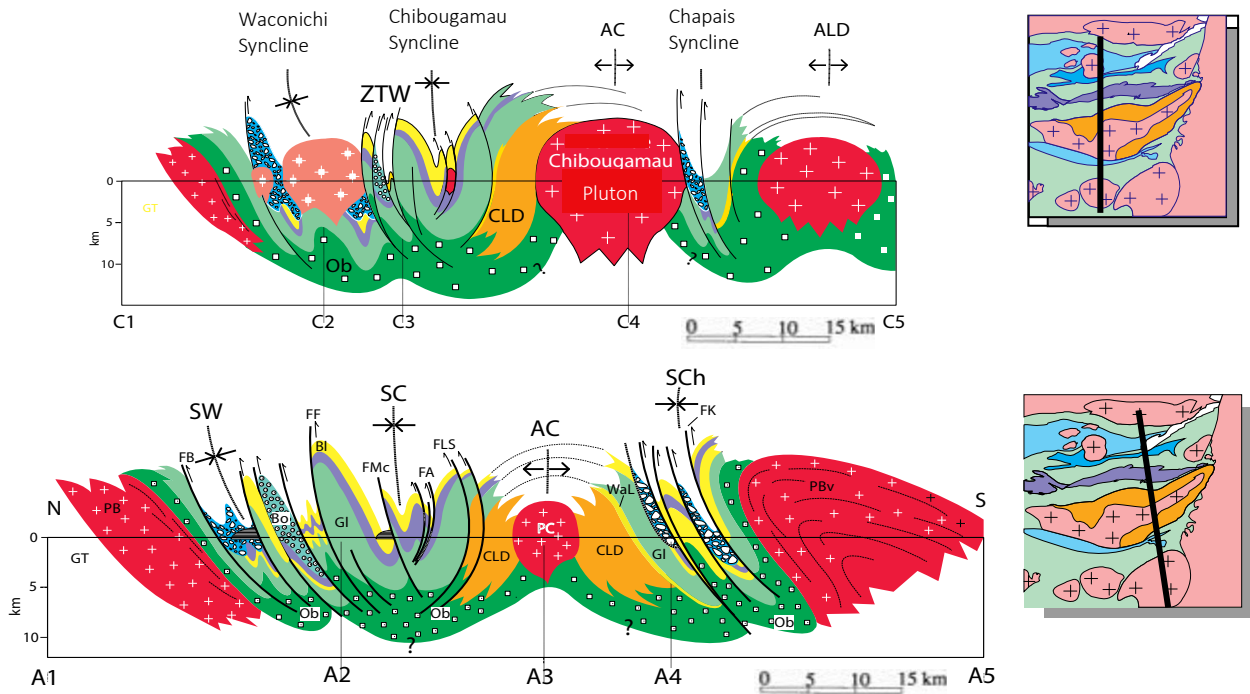 Waconichi
Syncline
Chibougamau
Syncline
AC
Chapais
Syncline
ALD
ZTW
Chibougamau
Pluton
0
5
10
km
GT
CLD
Ob
?
?
C1
C2
C3
C4
C5
0 5 10 15 km
SW
SC
SCh
FF
FK
FB
BI
FLS
AC
FMc
FA
N
WaL
PBv
S
PB
Bo
GI
PC
0
GT
CLD
CLD
GI
5
km
Ob
Ob
Ob
?
?
10
A1
A2
A3
A4
A5
0 5 10 15 km